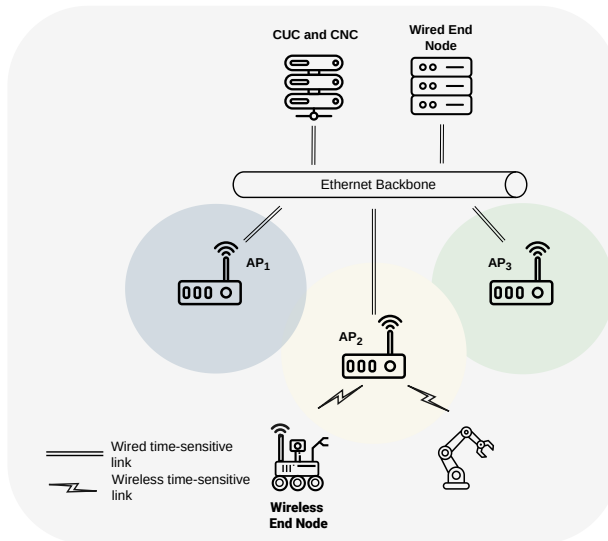 CUC and CNC
Wired End
Node
Ethernet Backbone
AP1
AP3
AP2
Wired time-sensitive
link
Wireless time-sensitive
link
Wireless
End Node